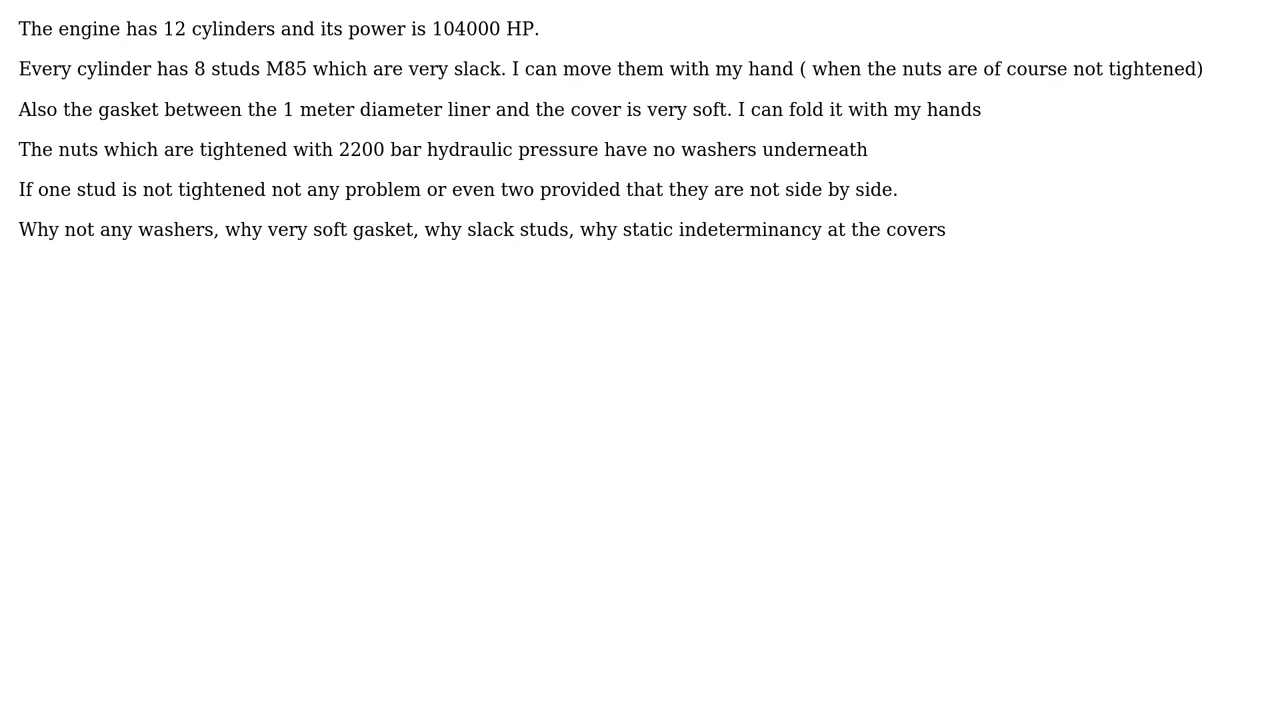 The engine has 12 cylinders and its power is 104000 HP.
Every cylinder has 8 studs M85 which are very slack. I can move them with my hand ( when the nuts are of course not tightened)
Also the gasket between the 1 meter diameter liner and the cover is very soft. I can fold it with my hands
The nuts which are tightened with 2200 bar hydraulic pressure have no washers underneath
If one stud is not tightened not any problem or even two provided that they are not side by side.
Why not any washers, why very soft gasket, why slack studs, why static indeterminancy at the covers